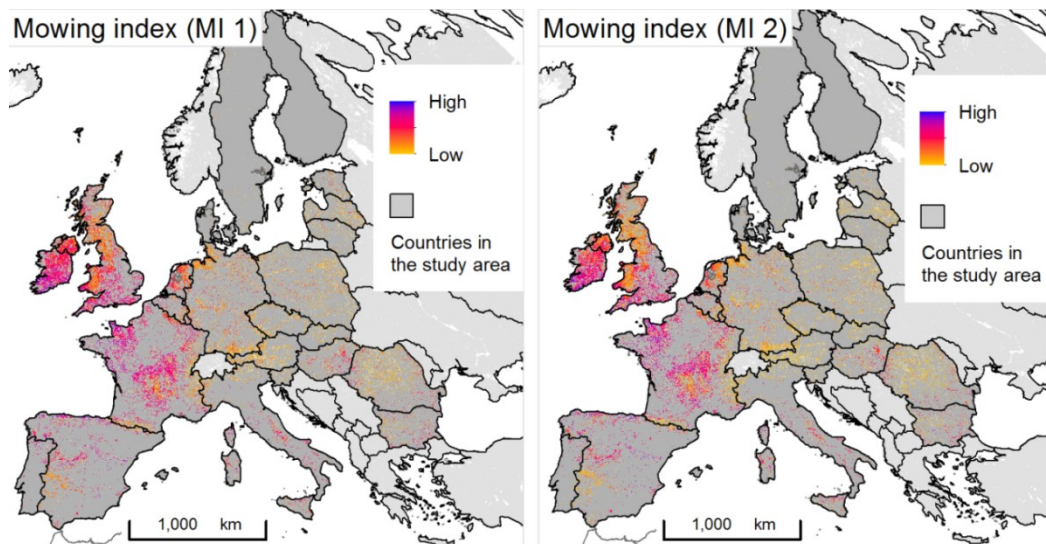 Mowing index (MI 1)
High
Low
Countries in
the study area
1,000 km
Mowing index (MI 2)
High
Low
Countries in
the study area
1,000 km